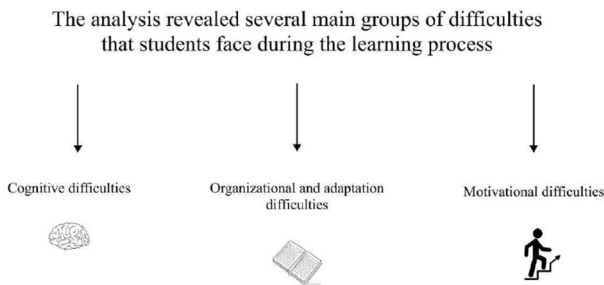 The analysis revealed several main groups of difficulties
that students face during the learning process
Cognitive difficulties
Organizational and adaptation
difficulties
Motivational difficulties